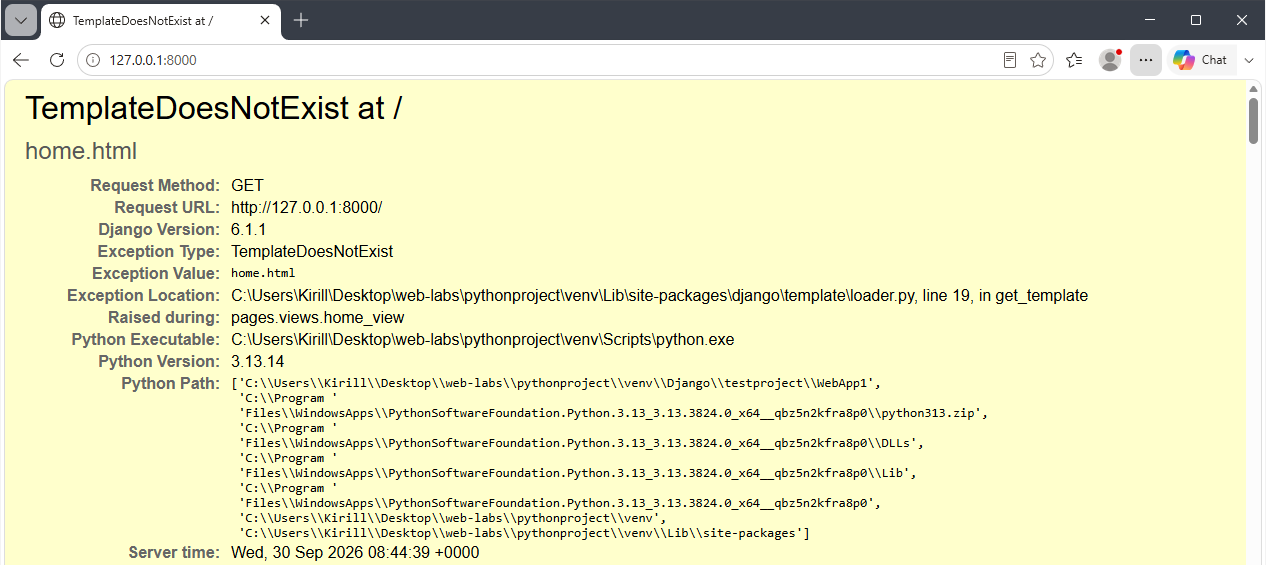 TemplateDoesNotExist at /
127.0.0.1:8000
Chat
TemplateDoesNotExist at /
home.html
Request Method: GET
Request URL: http://127.0.0.1:8000/
Django Version: 6.1.1
Exception Type: TemplateDoesNotExist
Exception Value: home.html
Exception Location: C:\Users\Kirill\Desktop\web-labs\pythonproject\venv\Lib\site-packages\django\template\loader.py, line 19, in get_template
Raised during: pages.views.home_view
Python Executable: C:\Users\Kirill\Desktop\web-labs\pythonproject\venv\Scripts\python.exe
Python Version: 3.13.14
Python Path: ['C:\\Users\\Kirill\\Desktop\\web-labs\\pythonproject\\venv\\Django\\testproject\\WebApp1',
'C:\\Program '
'Files\\WindowsApps\\PythonSoftwareFoundation.Python.3.13_3.13.3824.0_x64__qbz5n2kfra8p0\\python313.zip',
'C:\\Program '
'Files\\WindowsApps\\PythonSoftwareFoundation.Python.3.13_3.13.3824.0_x64__qbz5n2kfra8p0\\DLLs',
'C:\\Program '
'Files\\WindowsApps\\PythonSoftwareFoundation.Python.3.13_3.13.3824.0_x64__qbz5n2kfra8p0\\Lib',
'C:\\Program '
'Files\\WindowsApps\\PythonSoftwareFoundation.Python.3.13_3.13.3824.0_x64__qbz5n2kfra8p0',
'C:\\Users\\Kirill\\Desktop\\web-labs\\pythonproject\\venv',
'C:\\Users\\Kirill\\Desktop\\web-labs\\pythonproject\\venv\\Lib\\site-packages']
Server time: Wed, 30 Sep 2026 08:44:39 +0000